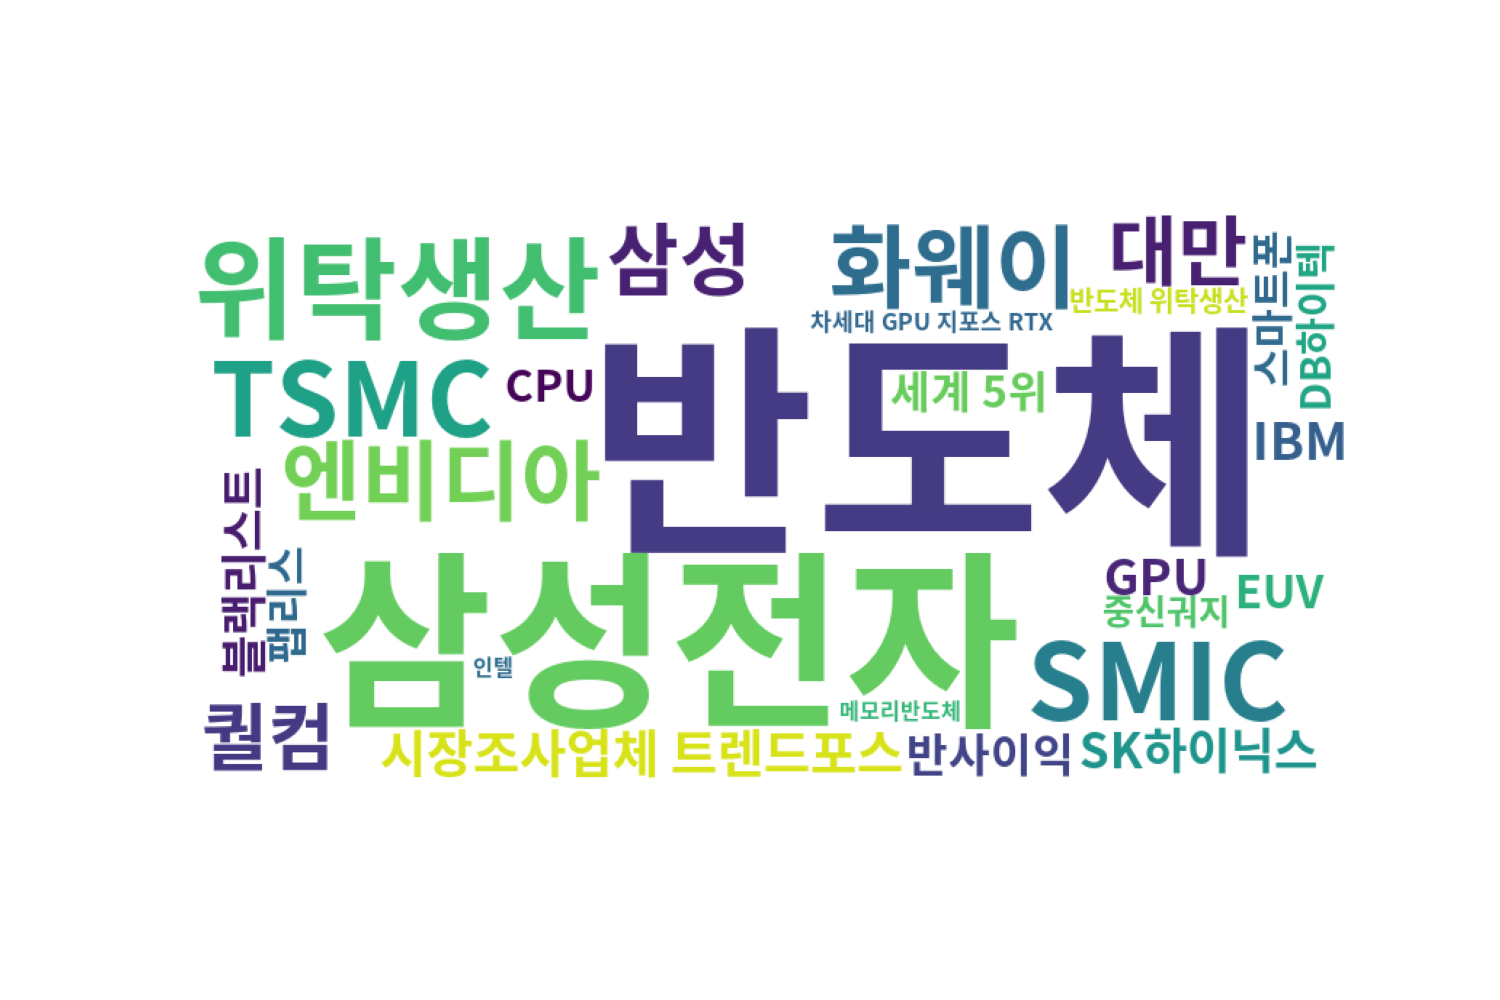 위탁생산
삼성
화웨이
대만
스마트폰
DB하이텍
차세대 GPU 지포스 RTX
반도체 위탁생산
TSMC
CPU
반도체
세계 5위
IBM
엔비디아
블랙리스트
팹리스
삼성전자
인텔
메모리반도체
GPU
EUV
중신궈지
SMIC
퀄컴
시장조사업체 트렌드포스
반사이익
SK하이닉스